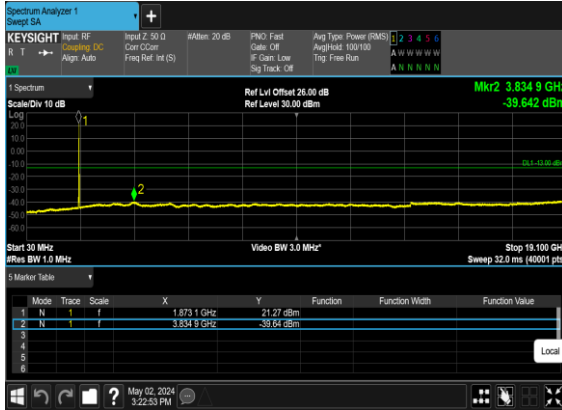 Spectrum Analyzer 1
Swept SA
+
KEYSIGHT Input: RF Input Z: 50 Ω #Atten: 20 dB PNO: Fast Avg Type: Power (RMS) 1 2 3 4 5 6
R T Coupling: DC Corr CCorr Gate: Off Avg|Hold: 100/100 A W W W W W
Align: Auto Freq Ref: Int (S) IF Gain: Low Trig: Free Run
LXI Sig Track: Off A N N N N N
1 Spectrum Ref Lvl Offset 26.00 dB Mkr2 3.834 9 GHz
Scale/Div 10 dB Ref Level 30.00 dBm -39.642 dBm
Log
1
20.0
10.0
0.00
-10.0 DL1 -13.00 dBm
-20.0
-30.0
2
-40.0
-50.0
-60.0
Start 30 MHz Video BW 3.0 MHz* Stop 19.100 GH
#Res BW 1.0 MHz Sweep 32.0 ms (40001 pts
5 Marker Table
Mode Trace Scale X Y Function Function Width Function Value
1 N 1 f 1.873 1 GHz 21.27 dBm
2 N 1 f 3.834 9 GHz -39.64 dBm
3
4
5
6
Local
? May 02, 2024
3:22:53 PM